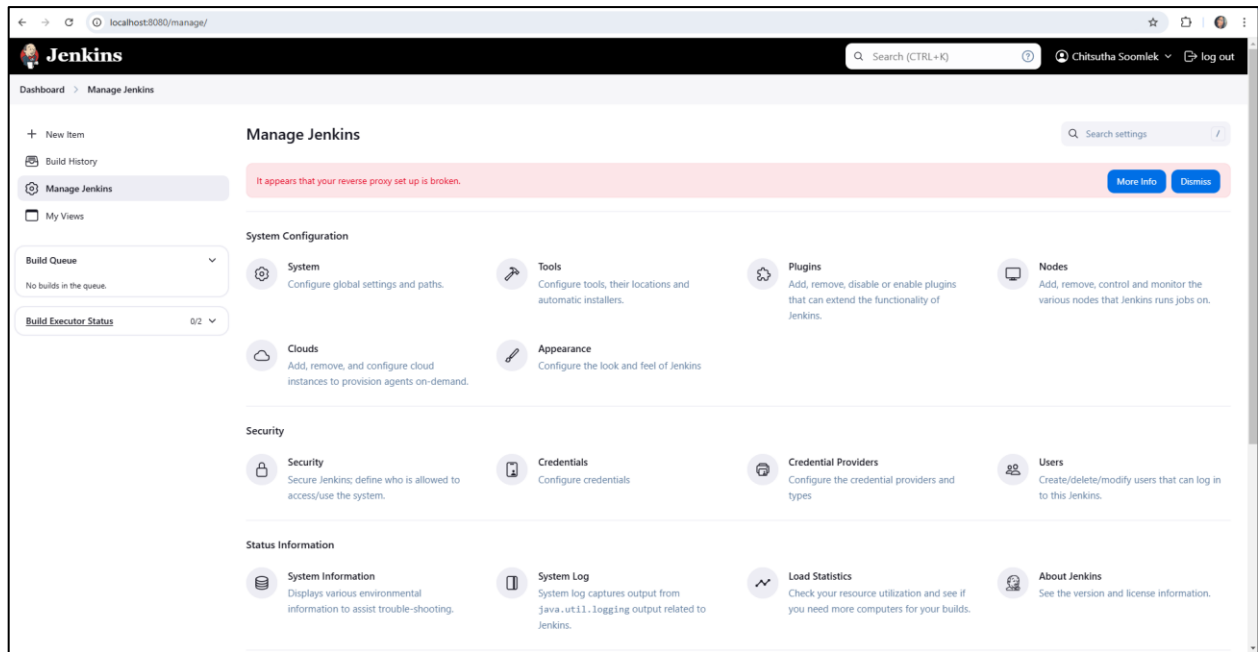 localhost:8080/manage/
Jenkins
Search (CTRL+K)
Chitsutha Soomlek
log out
Dashboard > Manage Jenkins
New Item
Build History
Manage Jenkins
My Views
Build Queue
No builds in the queue.
Build Executor Status 0/2
Manage Jenkins
Search settings /
It appears that your reverse proxy set up is broken.
More Info
Dismiss
System Configuration
System
Configure global settings and paths.
Tools
Configure tools, their locations and
automatic installers.
Plugins
Add, remove, disable or enable plugins
that can extend the functionality of
Jenkins.
Nodes
Add, remove, control and monitor the
various nodes that Jenkins runs jobs on.
Clouds
Add, remove, and configure cloud
instances to provision agents on-demand.
Appearance
Configure the look and feel of Jenkins
Security
Security
Secure Jenkins; define who is allowed to
access/use the system.
Credentials
Configure credentials
Credential Providers
Configure the credential providers and
types
Users
Create/delete/modify users that can log in
to this Jenkins.
Status Information
System Information
Displays various environmental
information to assist trouble-shooting.
System Log
System log captures output from
java.util.logging output related to
Jenkins.
Load Statistics
Check your resource utilization and see if
you need more computers for your builds.
About Jenkins
See the version and license information.